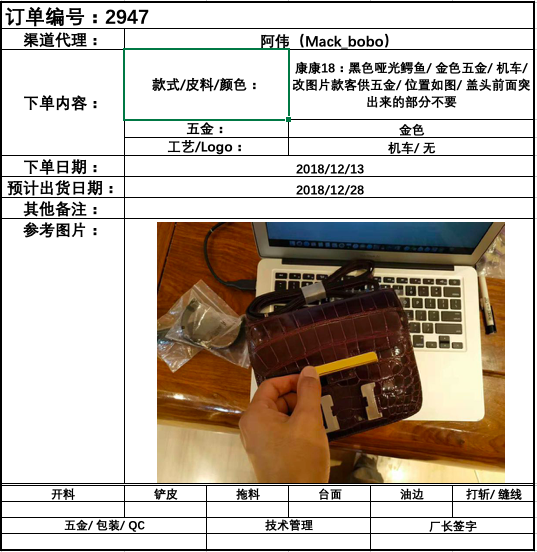 订单编号：2947
渠道代理： 阿伟（Mack_bobo）
下单内容：
款式/皮料/颜色：
康康18：黑色哑光鳄鱼/ 金色五金/ 机车/
改图片款客供五金/ 位置如图/ 盖头前面突
出来的部分不要
五金： 金色
工艺/Logo： 机车/ 无
下单日期： 2018/12/13
预计出货日期： 2018/12/28
其他备注：
参考图片：
开料 铲皮 拖料 台面 油边 打斩/ 缝线
五金/ 包装/ QC 技术管理 厂长签字